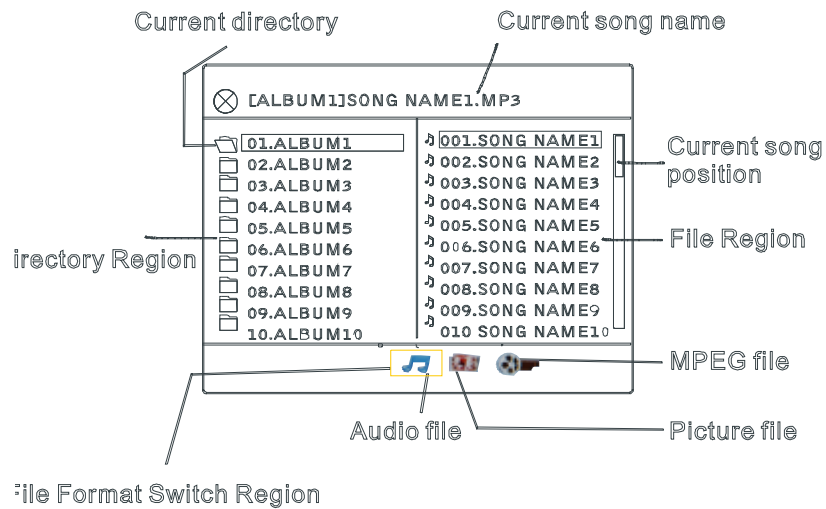 Current directory
Current song name
[ALBUM1]SONG NAME1.MP3
01.ALBUM1
02.ALBUM2
03.ALBUM3
04.ALBUM4
05.ALBUM5
06.ALBUM6
07.ALBUM7
08.ALBUM8
09.ALBUM9
10.ALBUM10
001.SONG NAME1
002.SONG NAME2
003.SONG NAME3
004.SONG NAME4
005.SONG NAME5
006.SONG NAME6
007.SONG NAME7
008.SONG NAME8
009.SONG NAME9
010 SONG NAME10
Current song
position
irectory Region
File Region
MPEG file
Audio file
Picture file
ile Format Switch Region